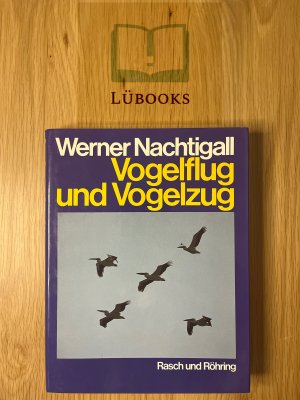 LÜBOOKS
Werner Nachtigall
Vogelflug
und Vogelzug
Rasch und Röhring